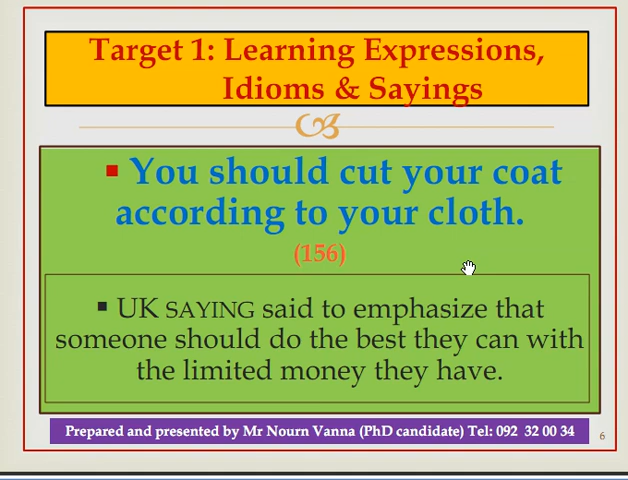 Target 1: Learning Expressions,
Idioms & Sayings
▪ You should cut your coat
according to your cloth.
(156)
▪ UK SAYING said to emphasize that
someone should do the best they can with
the limited money they have.
Prepared and presented by Mr Nourn Vanna (PhD candidate) Tel: 092 32 00 34
6